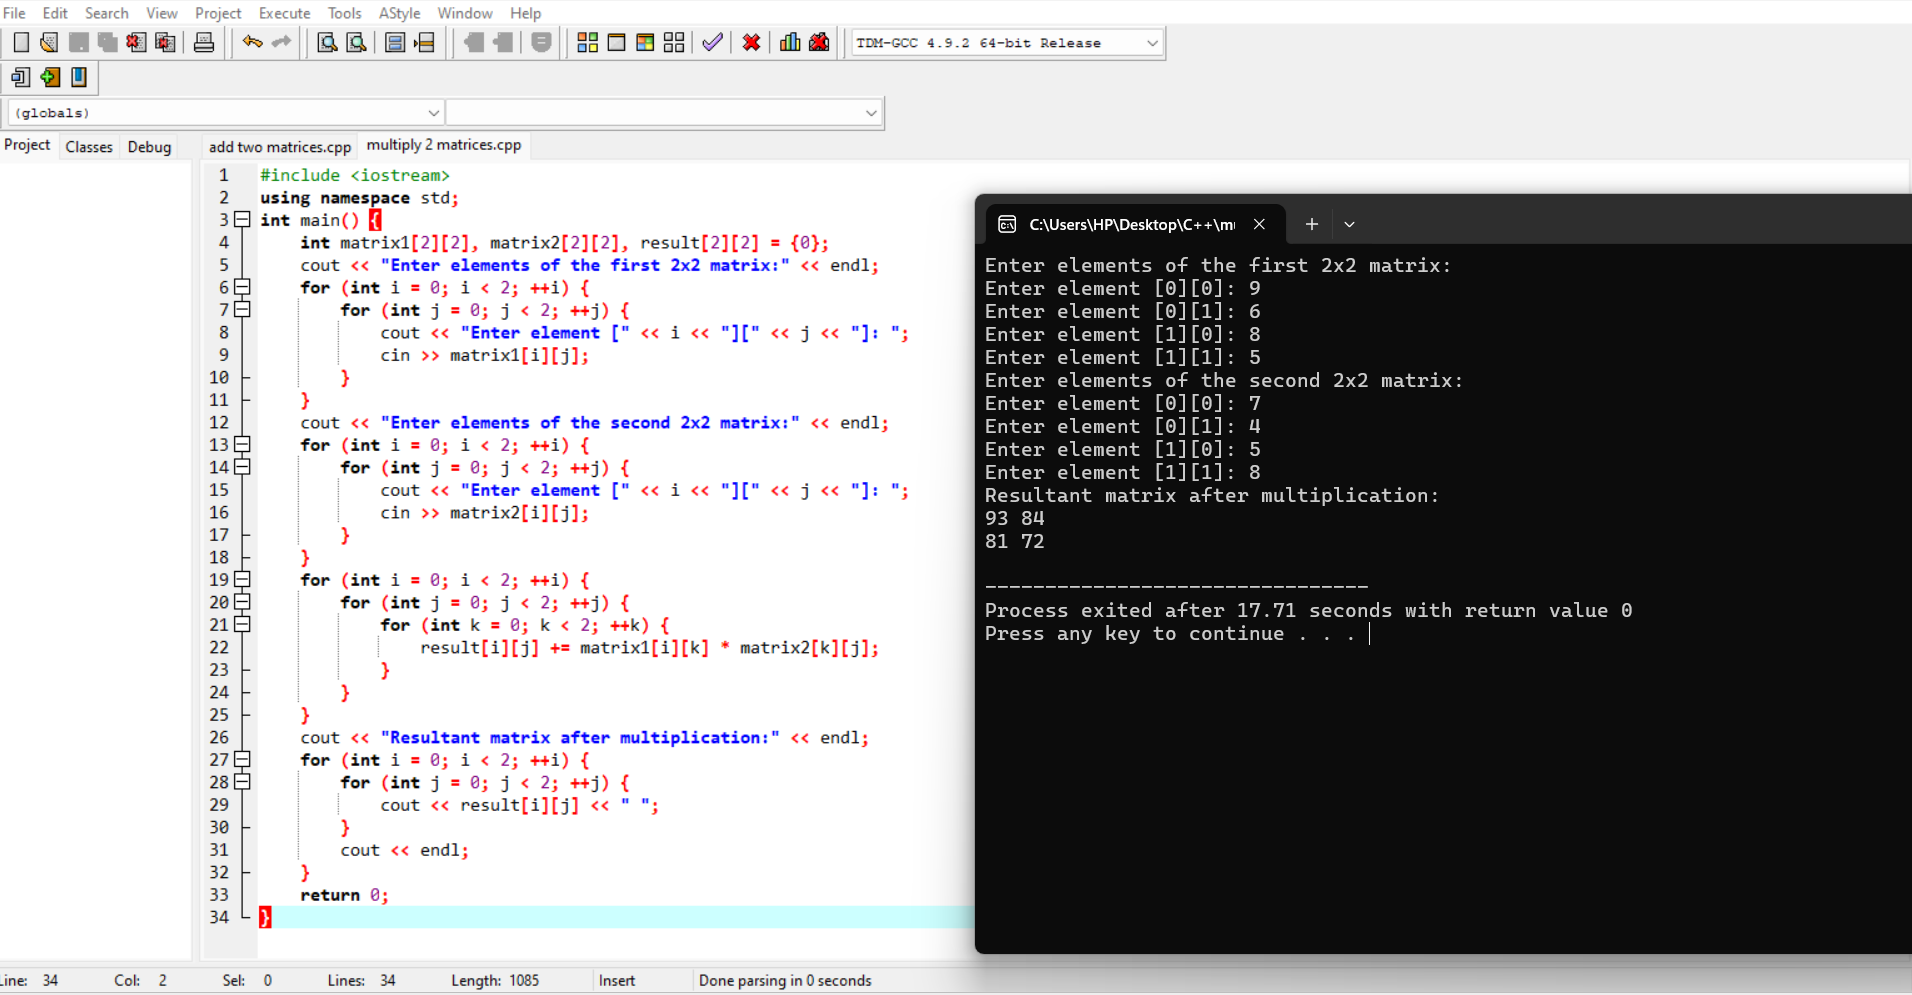 File Edit Search View Project Execute Tools AStyle Window Help
TDM-GCC 4.9.2 64-bit Release
(globals)
Project Classes Debug
add two matrices.cpp multiply 2 matrices.cpp
1 #include <iostream>
2 using namespace std;
3 int main() {
4     int matrix1[2][2], matrix2[2][2], result[2][2] = {0};
5     cout << "Enter elements of the first 2x2 matrix:" << endl;
6     for (int i = 0; i < 2; ++i) {
7         for (int j = 0; j < 2; ++j) {
8             cout << "Enter element [" << i << "][" << j << "]: ";
9             cin >> matrix1[i][j];
10         }
11     }
12     cout << "Enter elements of the second 2x2 matrix:" << endl;
13     for (int i = 0; i < 2; ++i) {
14         for (int j = 0; j < 2; ++j) {
15             cout << "Enter element [" << i << "][" << j << "]: ";
16             cin >> matrix2[i][j];
17         }
18     }
19     for (int i = 0; i < 2; ++i) {
20         for (int j = 0; j < 2; ++j) {
21             for (int k = 0; k < 2; ++k) {
22                 result[i][j] += matrix1[i][k] * matrix2[k][j];
23             }
24         }
25     }
26     cout << "Resultant matrix after multiplication:" << endl;
27     for (int i = 0; i < 2; ++i) {
28         for (int j = 0; j < 2; ++j) {
29             cout << result[i][j] << " ";
30         }
31         cout << endl;
32     }
33     return 0;
34 }
C:\Users\HP\Desktop\C++\mu
Enter elements of the first 2x2 matrix:
Enter element [0][0]: 9
Enter element [0][1]: 6
Enter element [1][0]: 8
Enter element [1][1]: 5
Enter elements of the second 2x2 matrix:
Enter element [0][0]: 7
Enter element [0][1]: 4
Enter element [1][0]: 5
Enter element [1][1]: 8
Resultant matrix after multiplication:
93 84
81 72
--------------------------------
Process exited after 17.71 seconds with return value 0
Press any key to continue . . .
Line: 34 Col: 2 Sel: 0 Lines: 34 Length: 1085 Insert Done parsing in 0 seconds